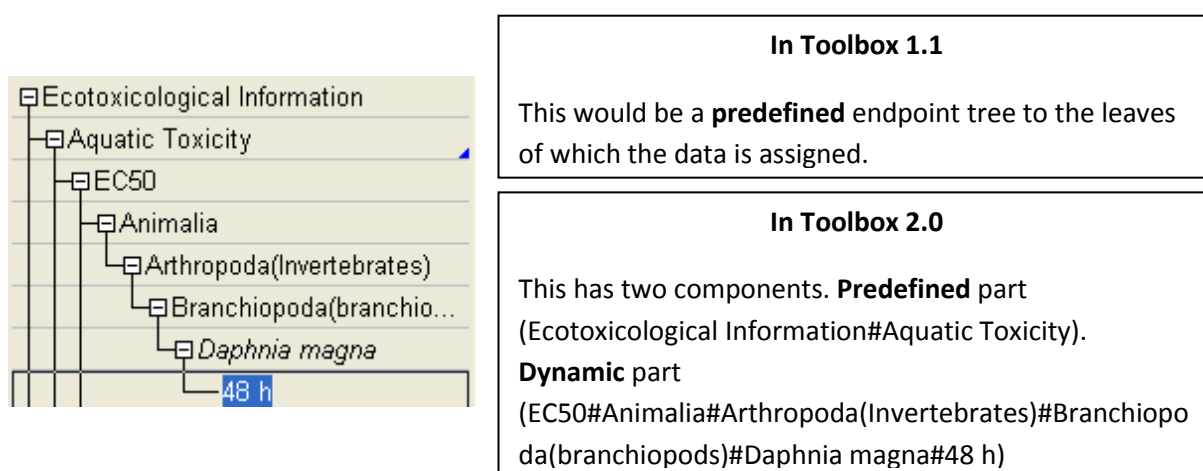 Ecotoxicological Information
Aquatic Toxicity
EC50
Animalia
Arthropoda(Invertebrates)
Branchiopoda(branchio...
Daphnia magna
48 h
In Toolbox 1.1
This would be a predefined endpoint tree to the leaves
of which the data is assigned.
In Toolbox 2.0
This has two components. Predefined part
(Ecotoxicological Information#Aquatic Toxicity).
Dynamic part
(EC50#Animalia#Arthropoda(Invertebrates)#Branchiopo
da(branchiopods)#Daphnia magna#48 h)